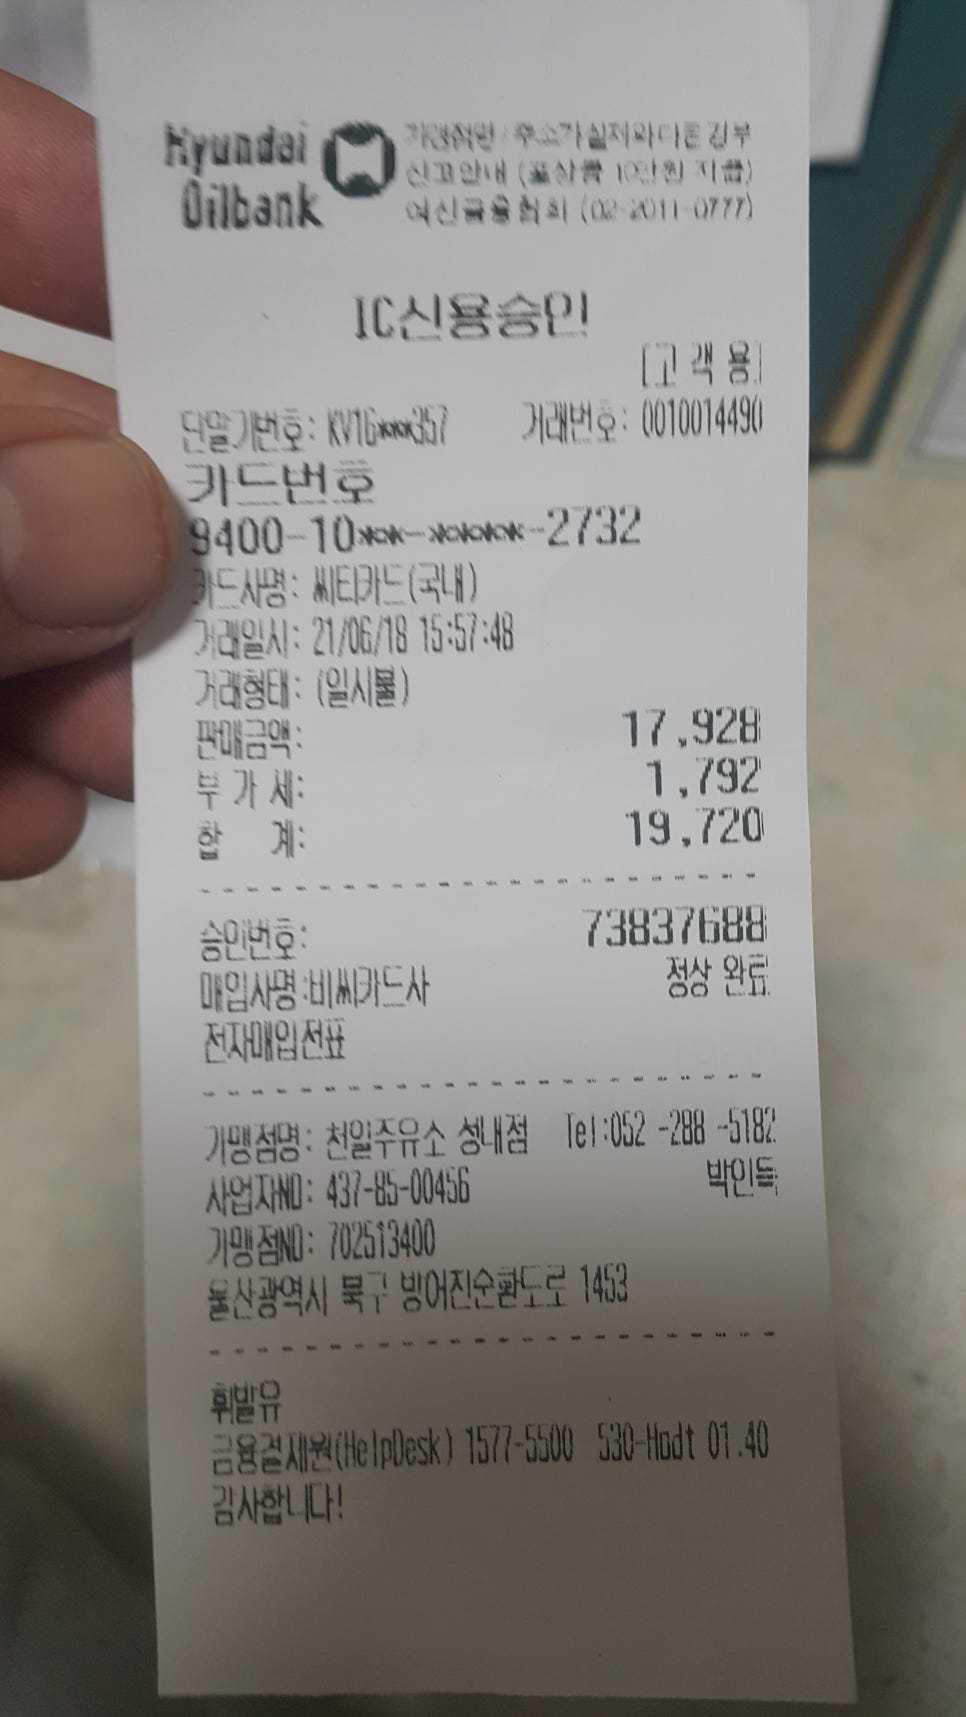 Hyundai Oilbank
가맹점명/주소가실제와다른경우
신고안내 (포상금 10만원 지급)
여신금융협회 (02-2011-0777)
IC신용승인
[고 객 용]
단말기번호: KV16***357 거래번호: 0010014490
카드번호
9400-10**-****-2732
카드사명: 씨티카드(국내)
거래일시: 21/06/18 15:57:48
거래형태: (일시불)
판매금액: 17,928
부 가 세: 1,792
합 계: 19,720
승인번호: 73837688
매입사명:비씨카드사 정상 완료
전자매입전표
가맹점명: 천일주유소 성내점 Tel:052 -288 -5182
사업자NO: 437-85-00456 박인득
가맹점NO: 702513400
울산광역시 북구 방어진순환도로 1453
휘발유
금융결제원(HelpDesk) 1577-5500 530-Hodt 01.40
감사합니다!